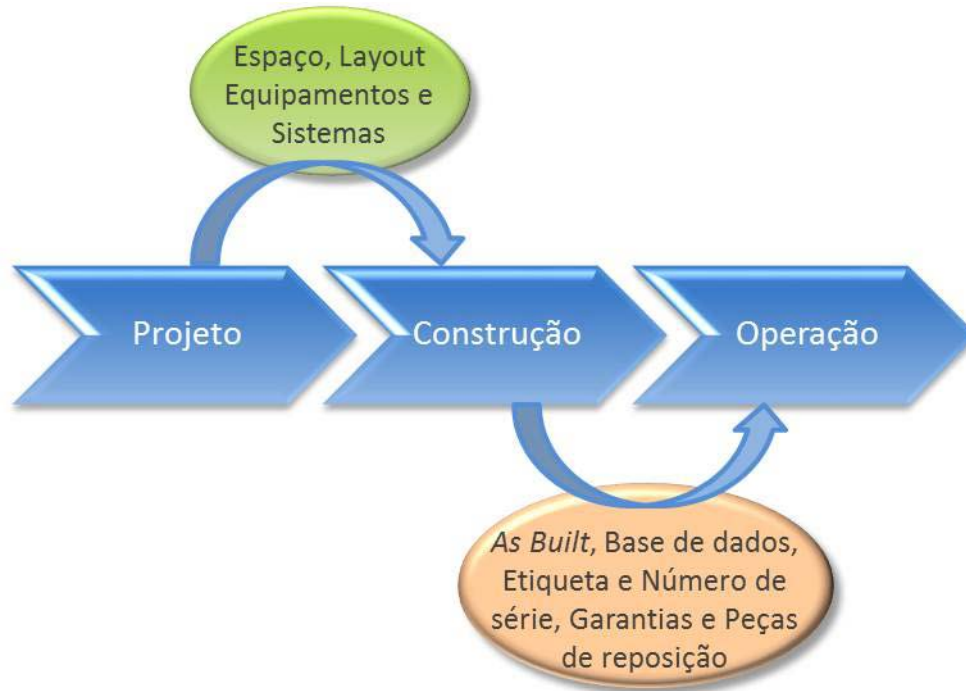 Espaço, Layout
Equipamentos e
Sistemas
Projeto
Construção
Operação
As Built, Base de dados,
Etiqueta e Número de
série, Garantias e Peças
de reposição